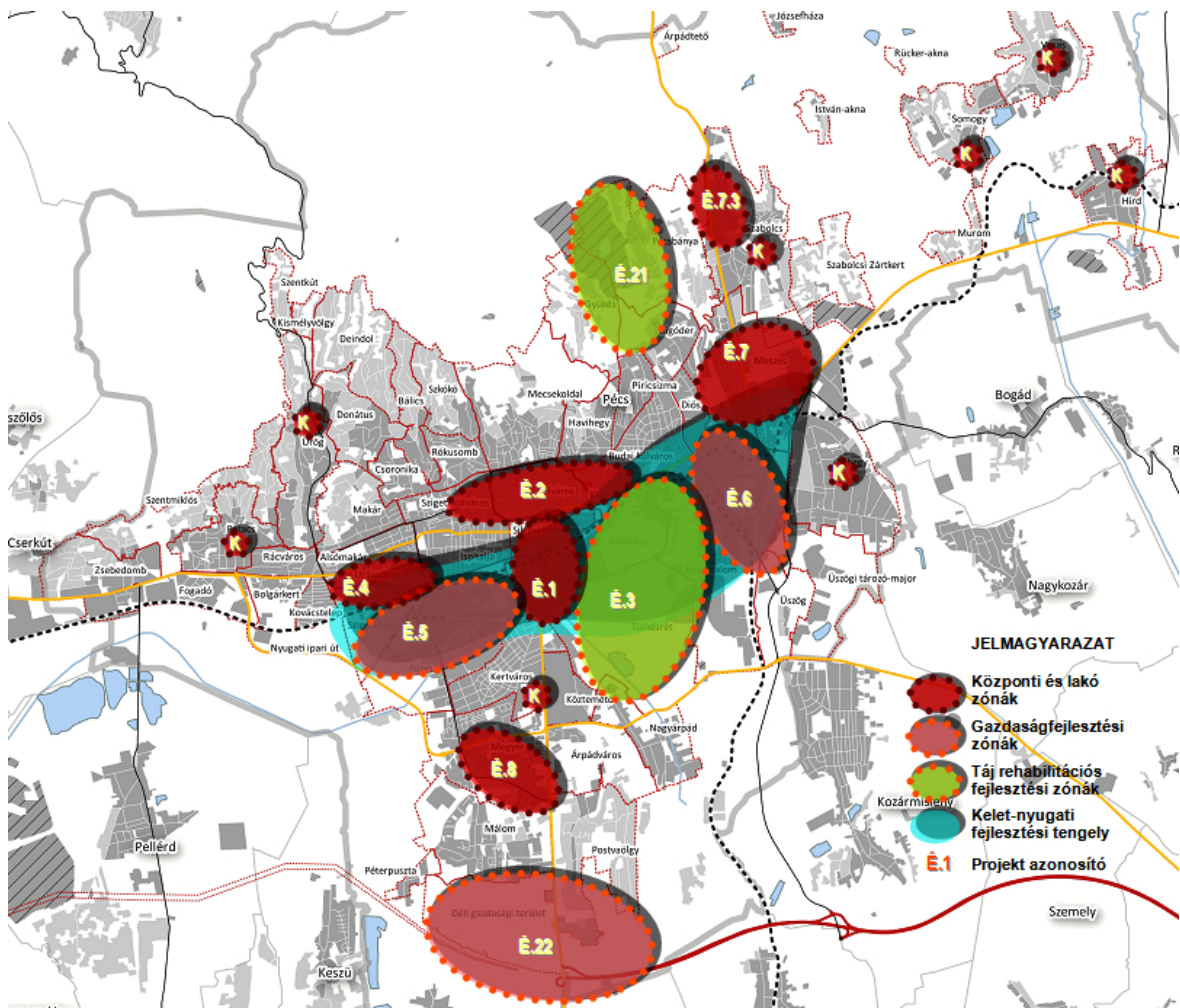 Józsefháza
Árpádtető
Rücker-akna
K
István-akna
Somogy
K
K
Hird
É.7.3
Szabolcs
K
Murom
É.21
Gyükés
Szabolcsi Zártkert
Szentkút
Kismélyvölgy
Deindol
É.7
Meszes
Szkókó
Bálics
Donátus
Mecsekoldal
Piricsizma
Pécs
Diós
Havihegy
Bogád
szőlős
K
Ürög
Rókusomb
Csoronika
Budai külváros
K
Szentmiklós
Makár
É.2
É.6
K
Cserkút
Zsebedomb
Rácváros
Alsómakár
Fogadó
Bolgárkert
É.4
É.1
É.3
Üszögi tározó-major
Nagykozár
Üszög
Kovácstelep
É.5
Tüskésrét
Nyugati ipari út
Kertváros
K
Köztemető
Nagyárpád
Megyer
É.8
Árpádváros
Málom
Pellérd
Postavölgy
Péterpuszta
Déli gazdasági terület
É.22
Keszü
Kozármisleny
Szemely
JELMAGYARAZAT
Központi és lakó
zónák
Gazdaságfejlesztési
zónák
Táj rehabilitációs
fejlesztési zónák
Kelet-nyugati
fejlesztési tengely
É.1 Projekt azonosító